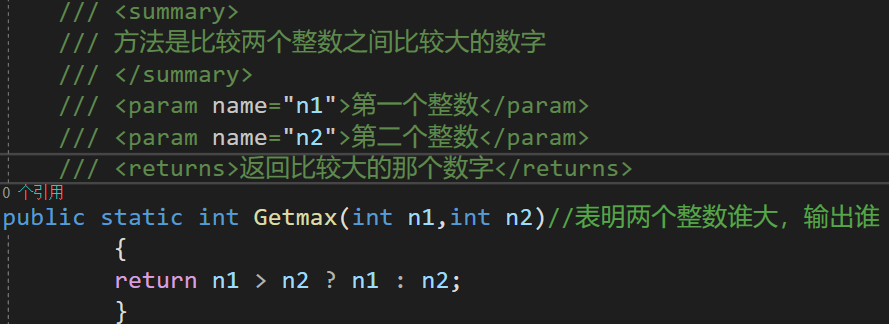 /// <summary>
/// 方法是比较两个整数之间比较大的数字
/// </summary>
/// <param name="n1">第一个整数</param>
/// <param name="n2">第二个整数</param>
/// <returns>返回比较大的那个数字</returns>
0 个引用
public static int Getmax(int n1,int n2)//表明两个整数谁大，输出谁
{
return n1 > n2 ? n1 : n2;
}